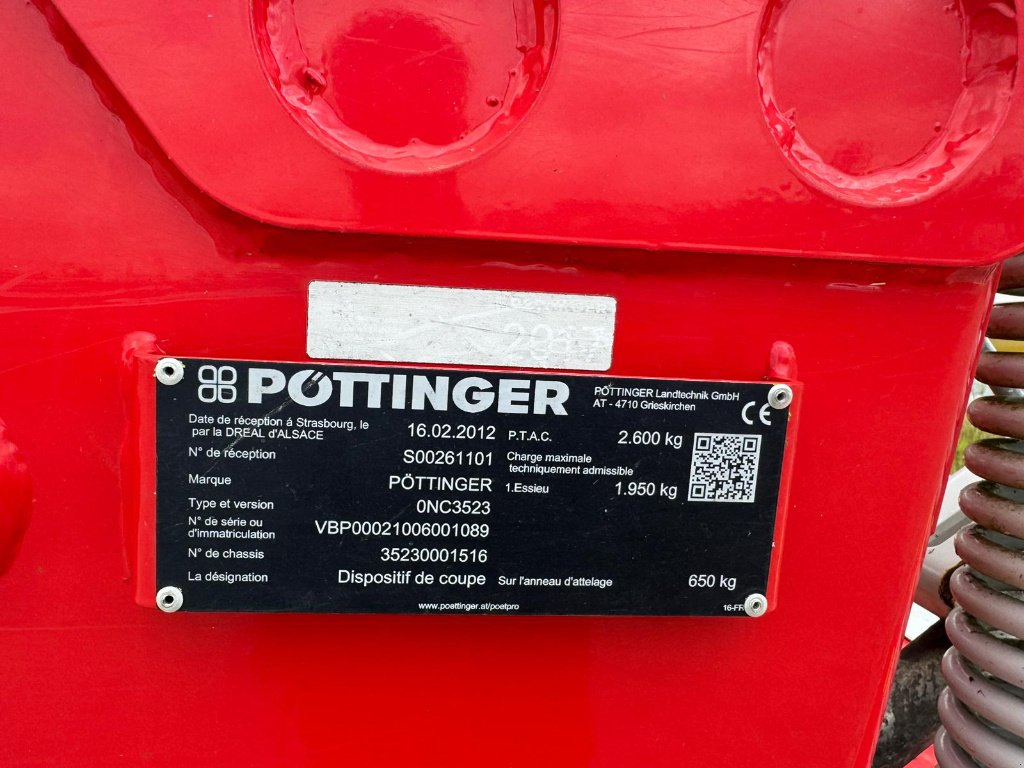 2017
PÖTTINGER
PÖTTINGER Landtechnik GmbH
AT - 4710 Grieskirchen
CE
Date de réception á Strasbourg, le
par la DREAL d'ALSACE
16.02.2012
P.T.A.C.
2.600 kg
N° de réception
S00261101
Charge maximale
techniquement admissible
Marque
PÖTTINGER
1.Essieu
1.950 kg
Type et version
0NC3523
N° de série ou
d'immatriculation
VBP00021006001089
N° de chassis
35230001516
La désignation
Dispositif de coupe
Sur l'anneau d'attelage
650 kg
www.poettinger.at/poetpro
16-FR